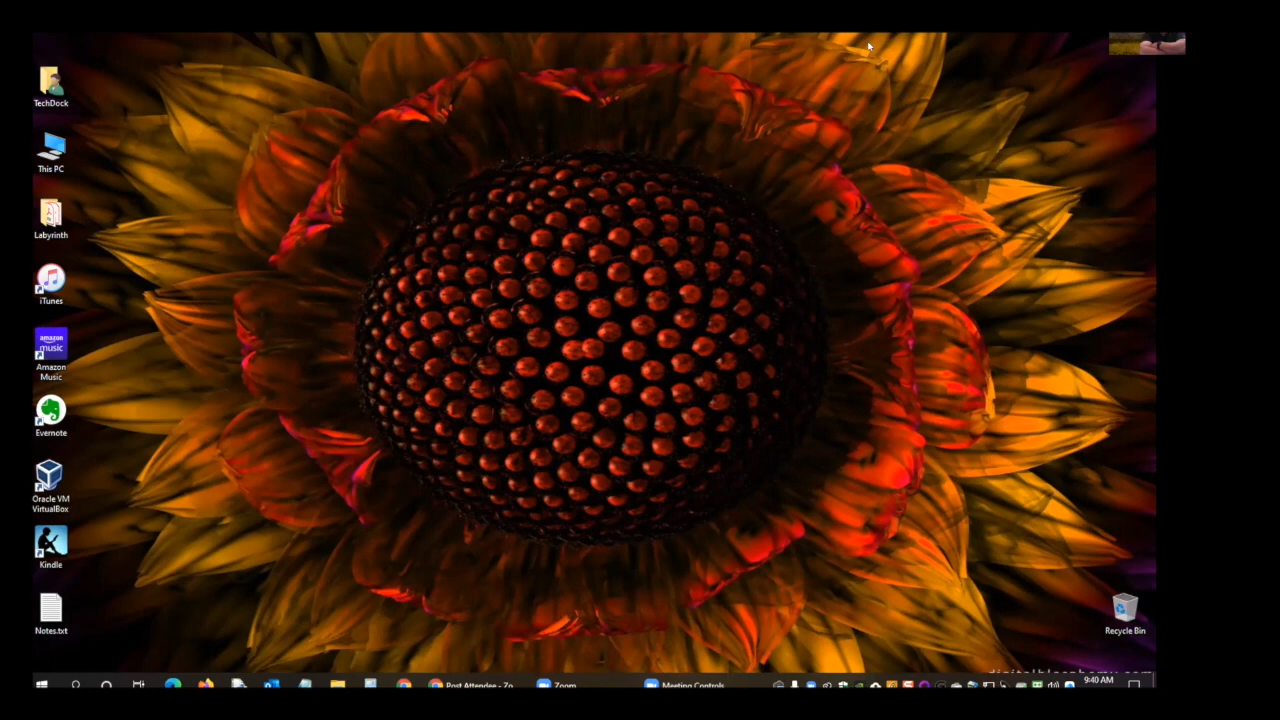 TechDock
This PC
Labyrinth
iTunes
amazon
music
Amazon
Music
Evernote
Oracle VM
VirtualBox
Kindle
Notes.txt
Recycle Bin
Post Attendee - Zo...
Zoom
Meeting Controls
9:40 AM